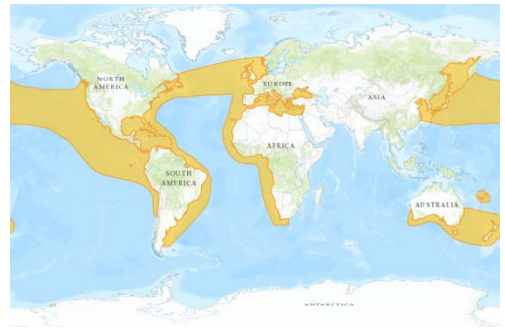 NORTH
AMERICA
EUROPE
ASIA
AFRICA
SOUTH
AMERICA
AUSTRALIA
ANTARCTICA